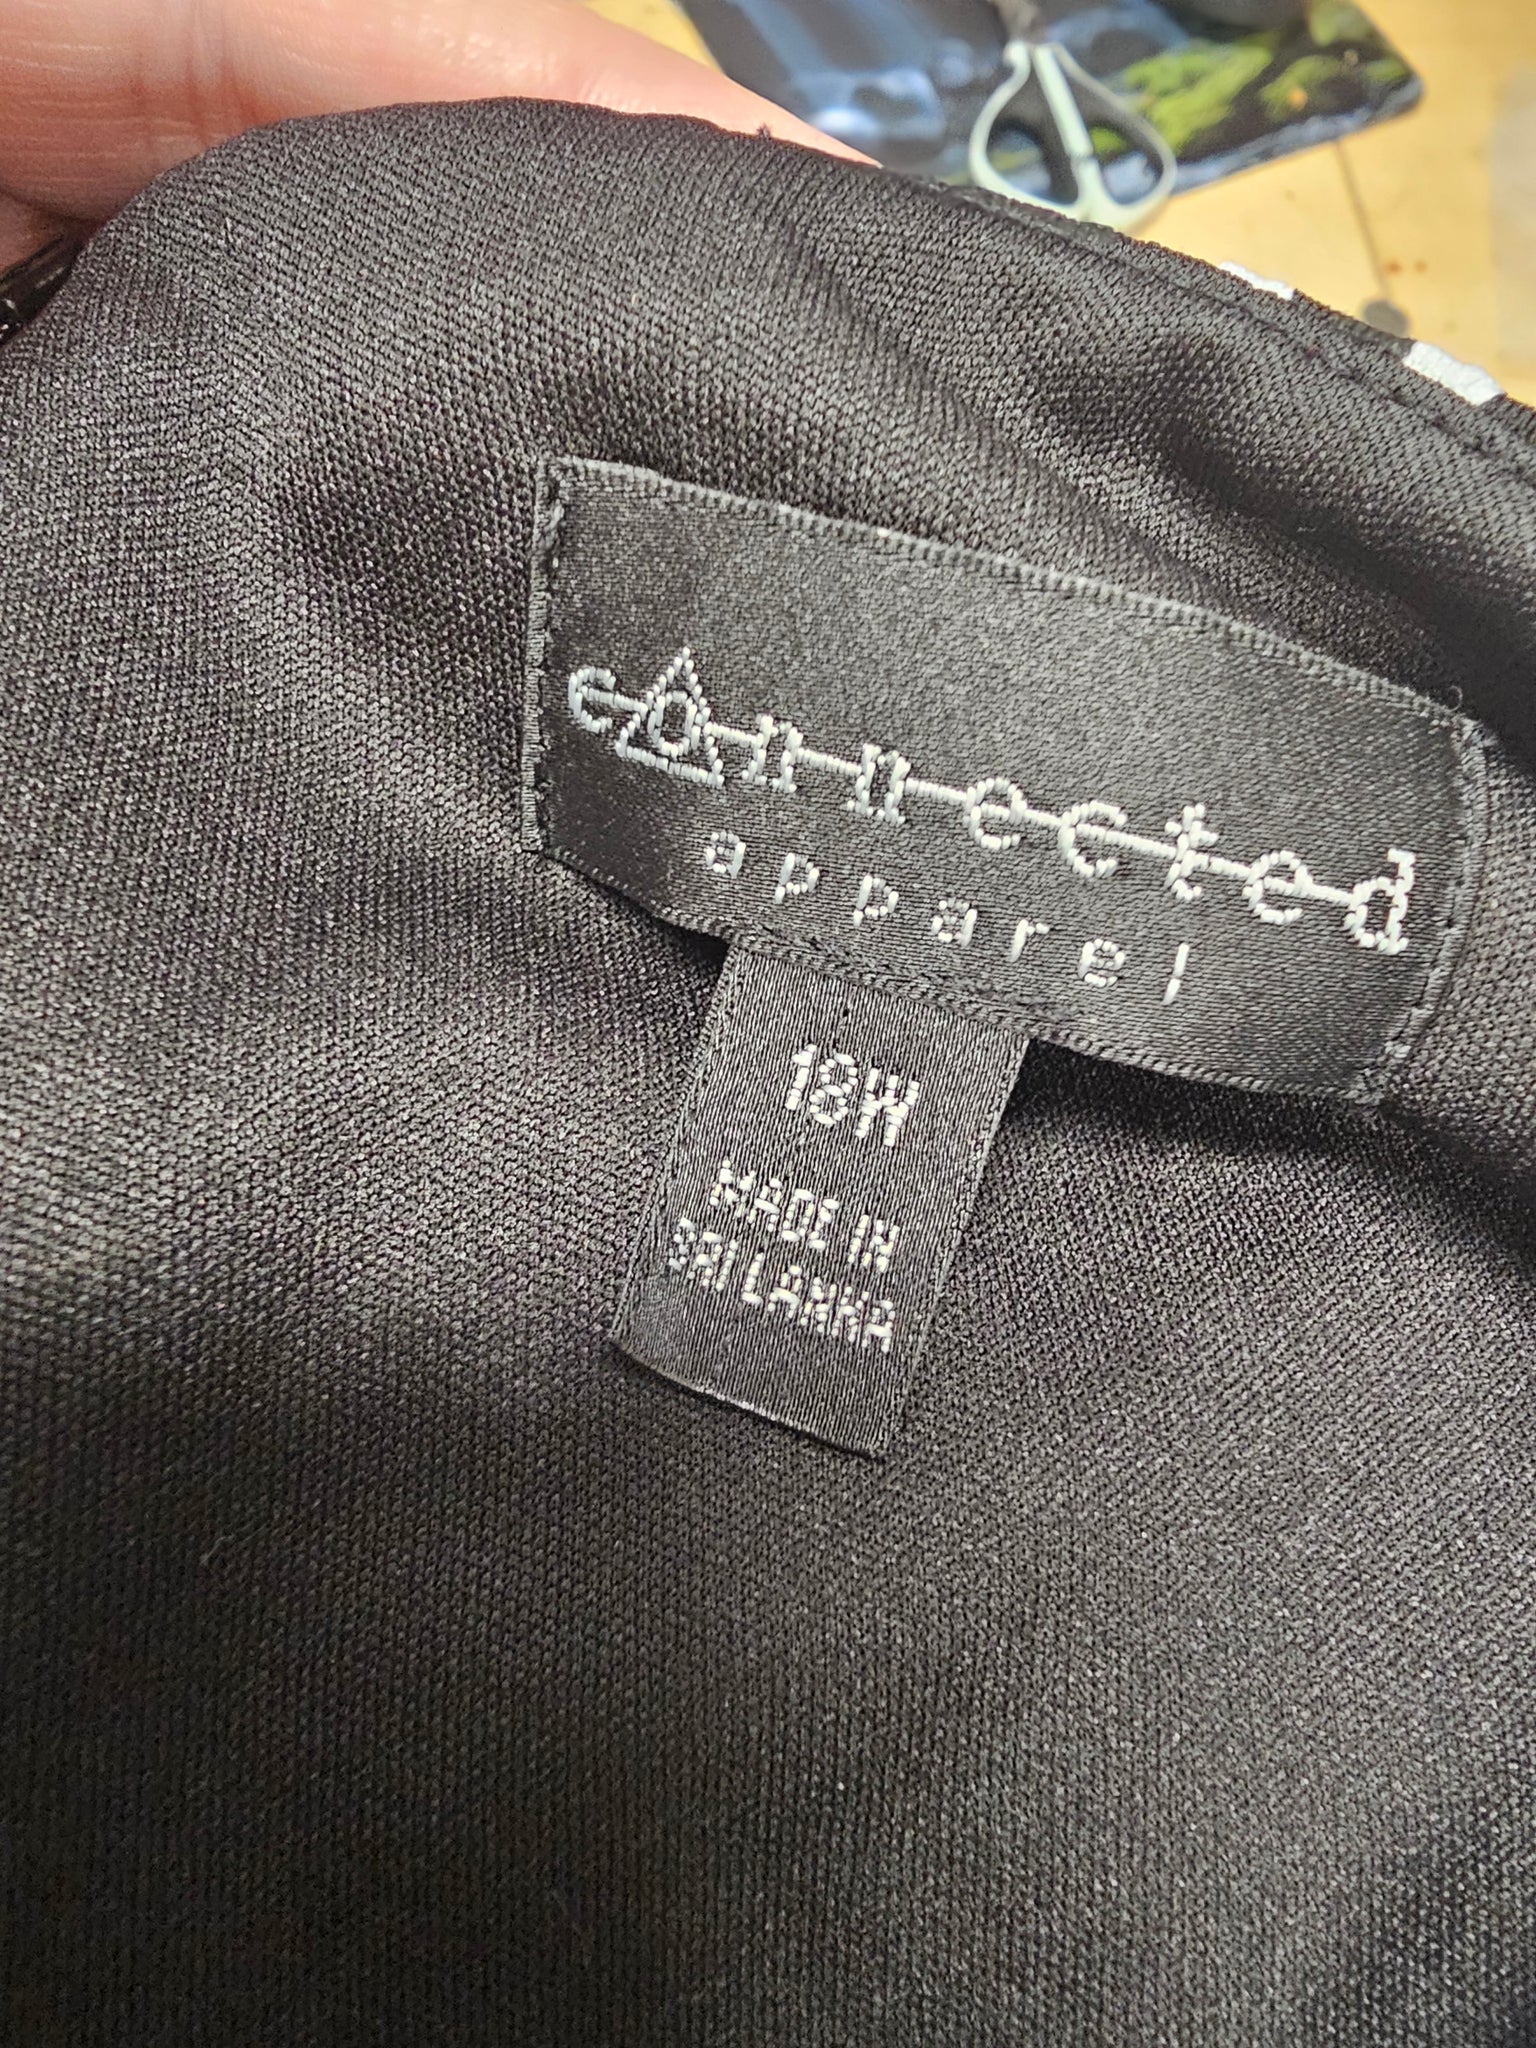 connected
apparel
18W
MADE IN
SRI LANKA